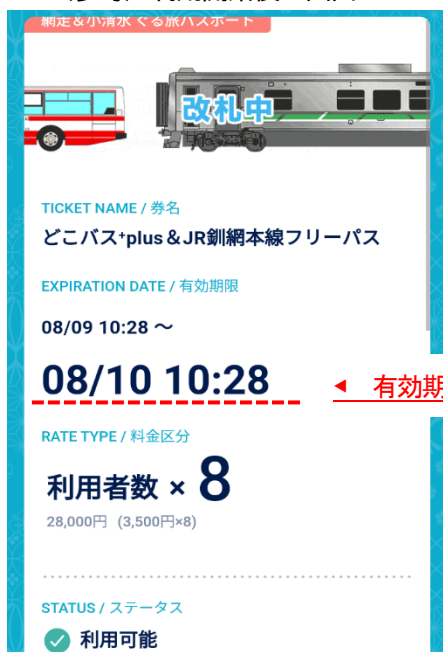 網走&小清水 ぐる旅パスポート
改札中
TICKET NAME / 券名
どこバス⁺plus&JR釧網本線フリーパス
EXPIRATION DATE / 有効期限
08/09 10:28 ～
08/10 10:28
有効期
RATE TYPE / 料金区分
利用者数 × 8
28,000円 (3,500円×8)
STATUS / ステータス
利用可能